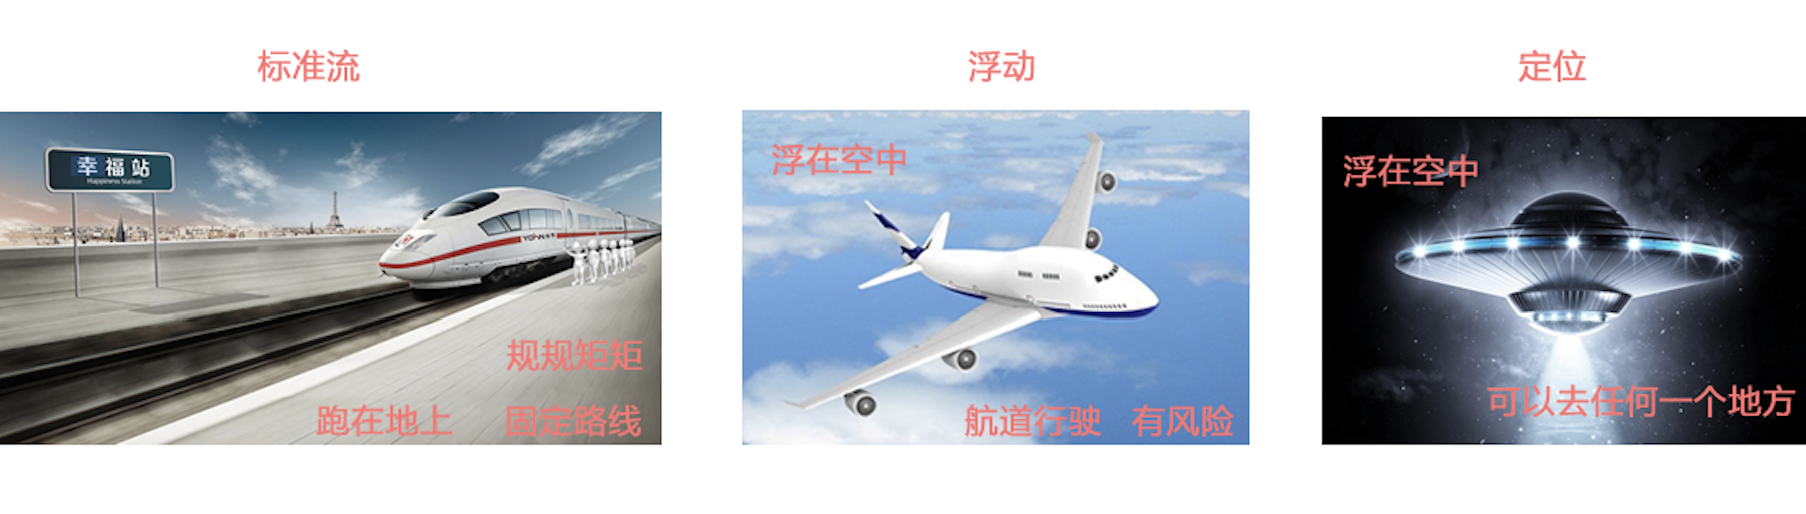 标准流
浮动
定位
幸福站
Happiness Station
规规矩矩
跑在地上 固定路线
浮在空中
航道行驶 有风险
浮在空中
可以去任何一个地方